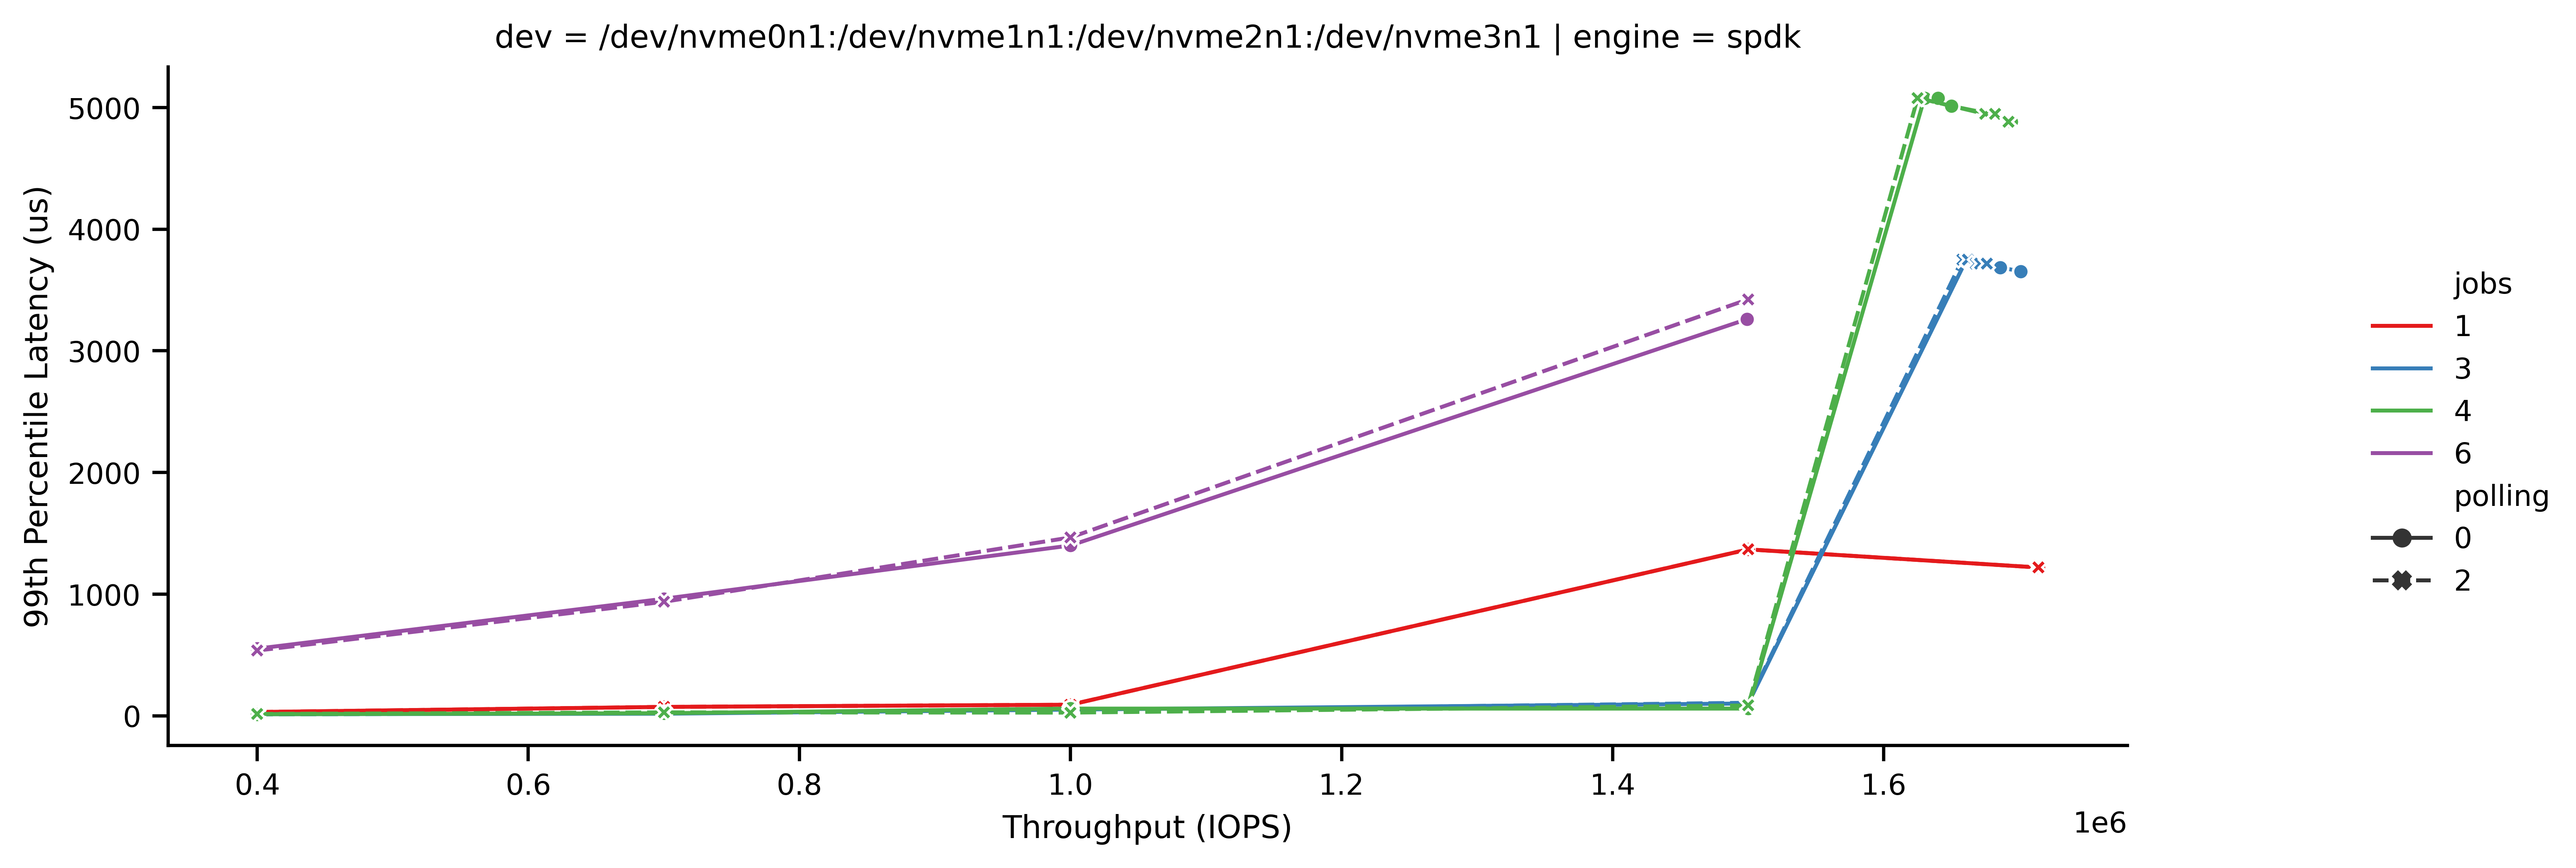 dev = /dev/nvme0n1:/dev/nvme1n1:/dev/nvme2n1:/dev/nvme3n1 | engine = spdk
99th Percentile Latency (us)
5000
4000
3000
2000
1000
0
0.4 0.6 0.8 1.0 1.2 1.4 1.6
1e6
Throughput (IOPS)
jobs
1
3
4
6
polling
0
2